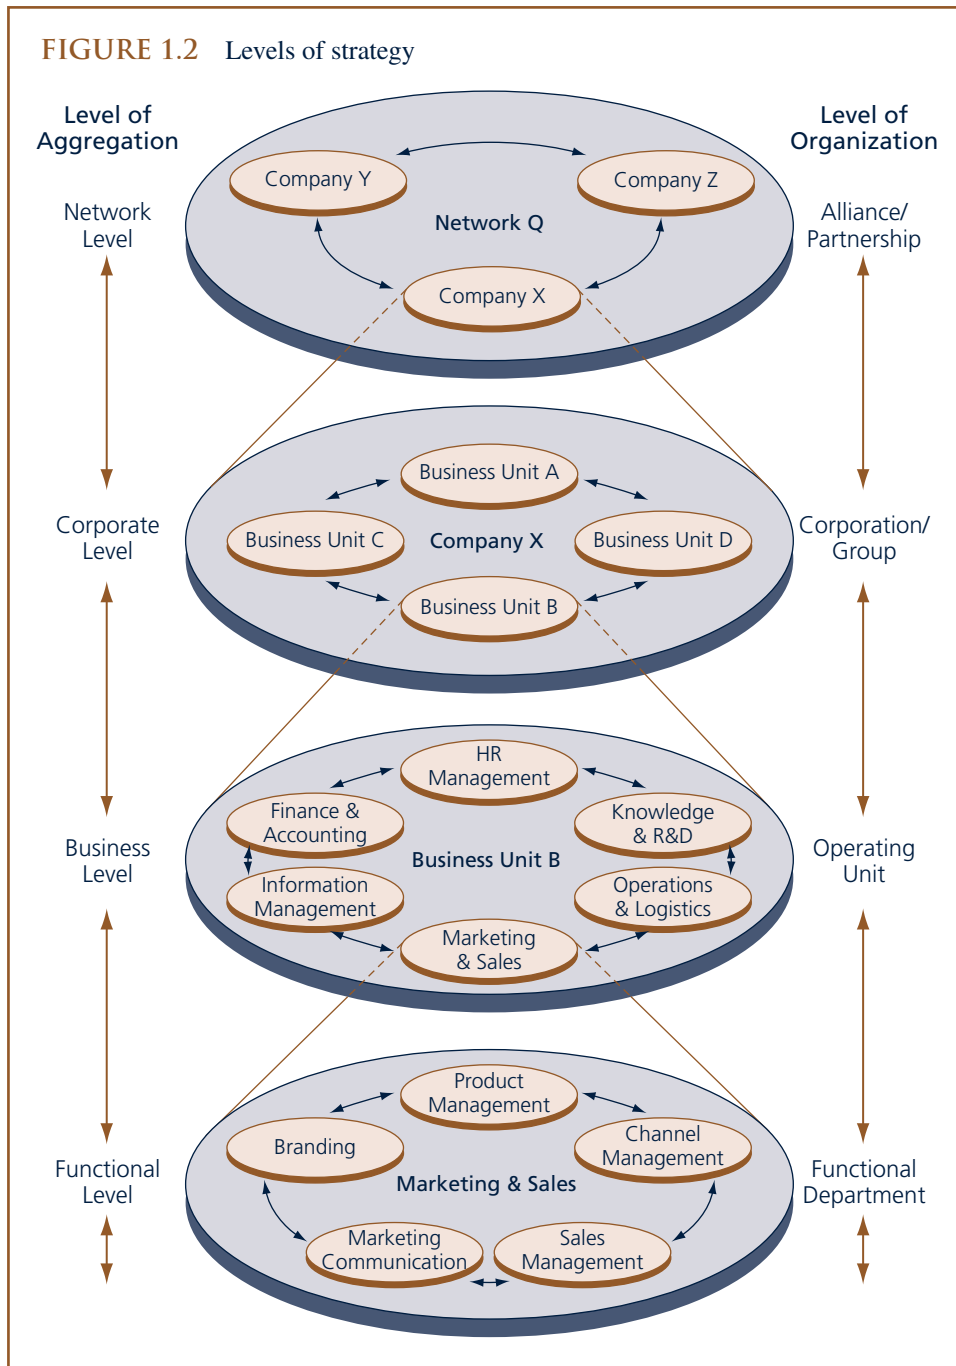 FIGURE 1.2 Levels of strategy
Level of
Aggregation
Level of
Organization
Company Y
Company Z
Network
Level
Network Q
Alliance/
Partnership
Company X
Business Unit A
Corporate
Level
Business Unit C
Company X
Business Unit D
Corporation/
Group
Business Unit B
HR
Management
Finance &
Accounting
Knowledge
& R&D
Business
Level
Business Unit B
Operating
Unit
Information
Management
Operations
& Logistics
Marketing
& Sales
Product
Management
Branding
Channel
Management
Functional
Level
Marketing & Sales
Functional
Department
Marketing
Communication
Sales
Management